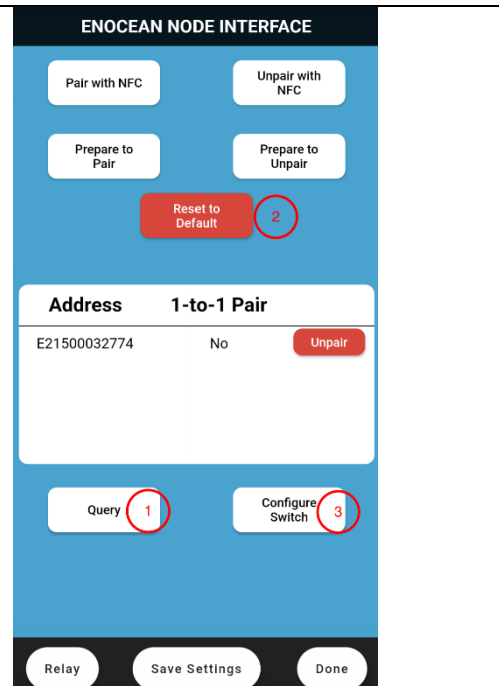 ENOCEAN NODE INTERFACE
Pair with NFC
Unpair with
NFC
Prepare to
Pair
Prepare to
Unpair
Reset to
Default
2
Address 1-to-1 Pair
E21500032774 No Unpair
Query 1
Configure
Switch 3
Relay Save Settings Done